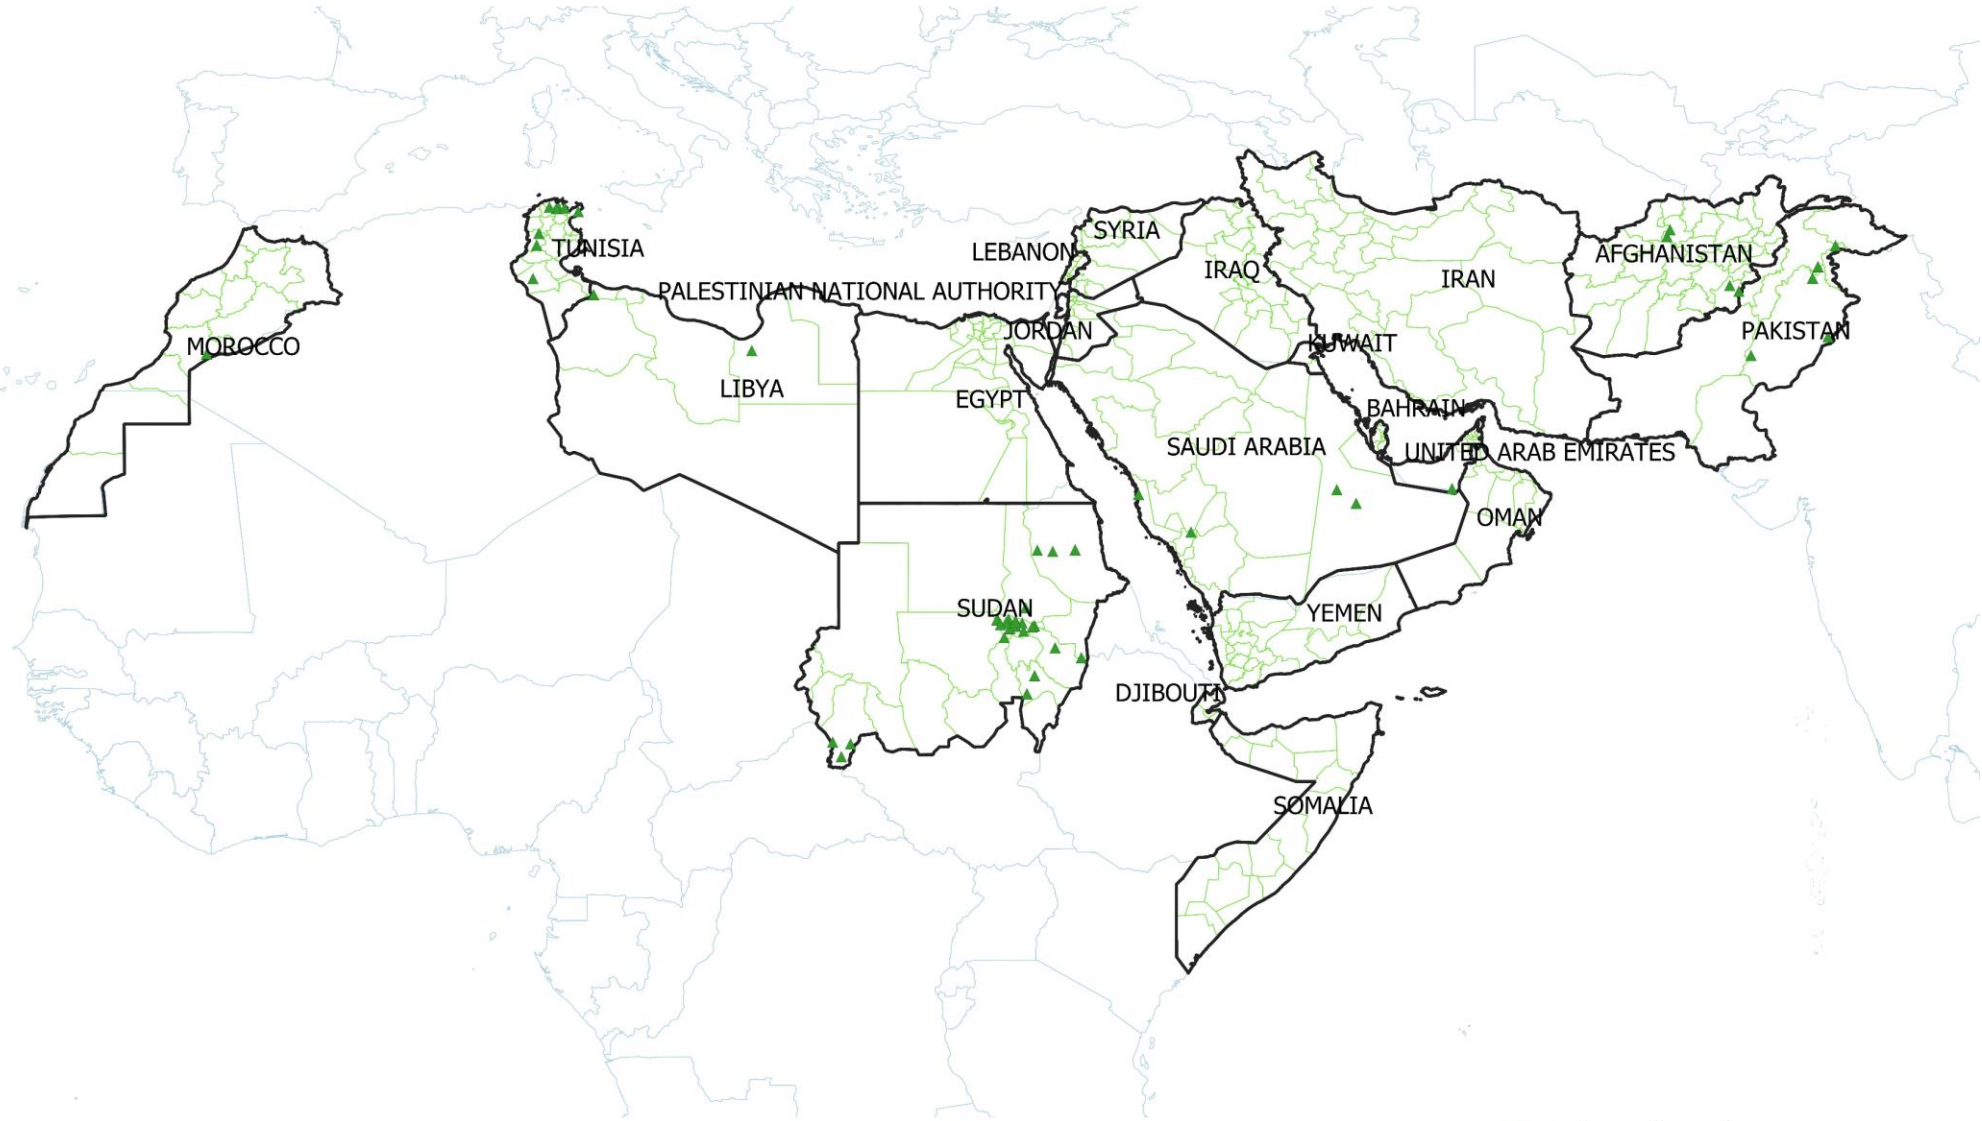 SYRIA
TUNISIA
LEBANON
AFGHANISTAN
IRAQ
IRAN
PALESTINIAN NATIONAL AUTHORITY
JORDAN
PAKISTAN
MOROCCO
KUWAIT
LIBYA
EGYPT
BAHRAIN
SAUDI ARABIA
UNITED ARAB EMIRATES
OMAN
SUDAN
YEMEN
DJIBOUTI
SOMALIA